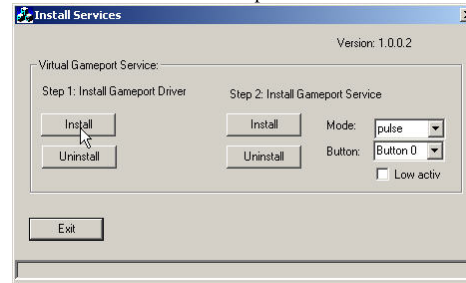 Install Services
Version: 1.0.0.2
Virtual Gameport Service:
Step 1: Install Gameport Driver
Step 2: Install Gameport Service
Install
Install
Mode:
pulse
Uninstall
Uninstall
Button:
Button 0
Low activ
Exit